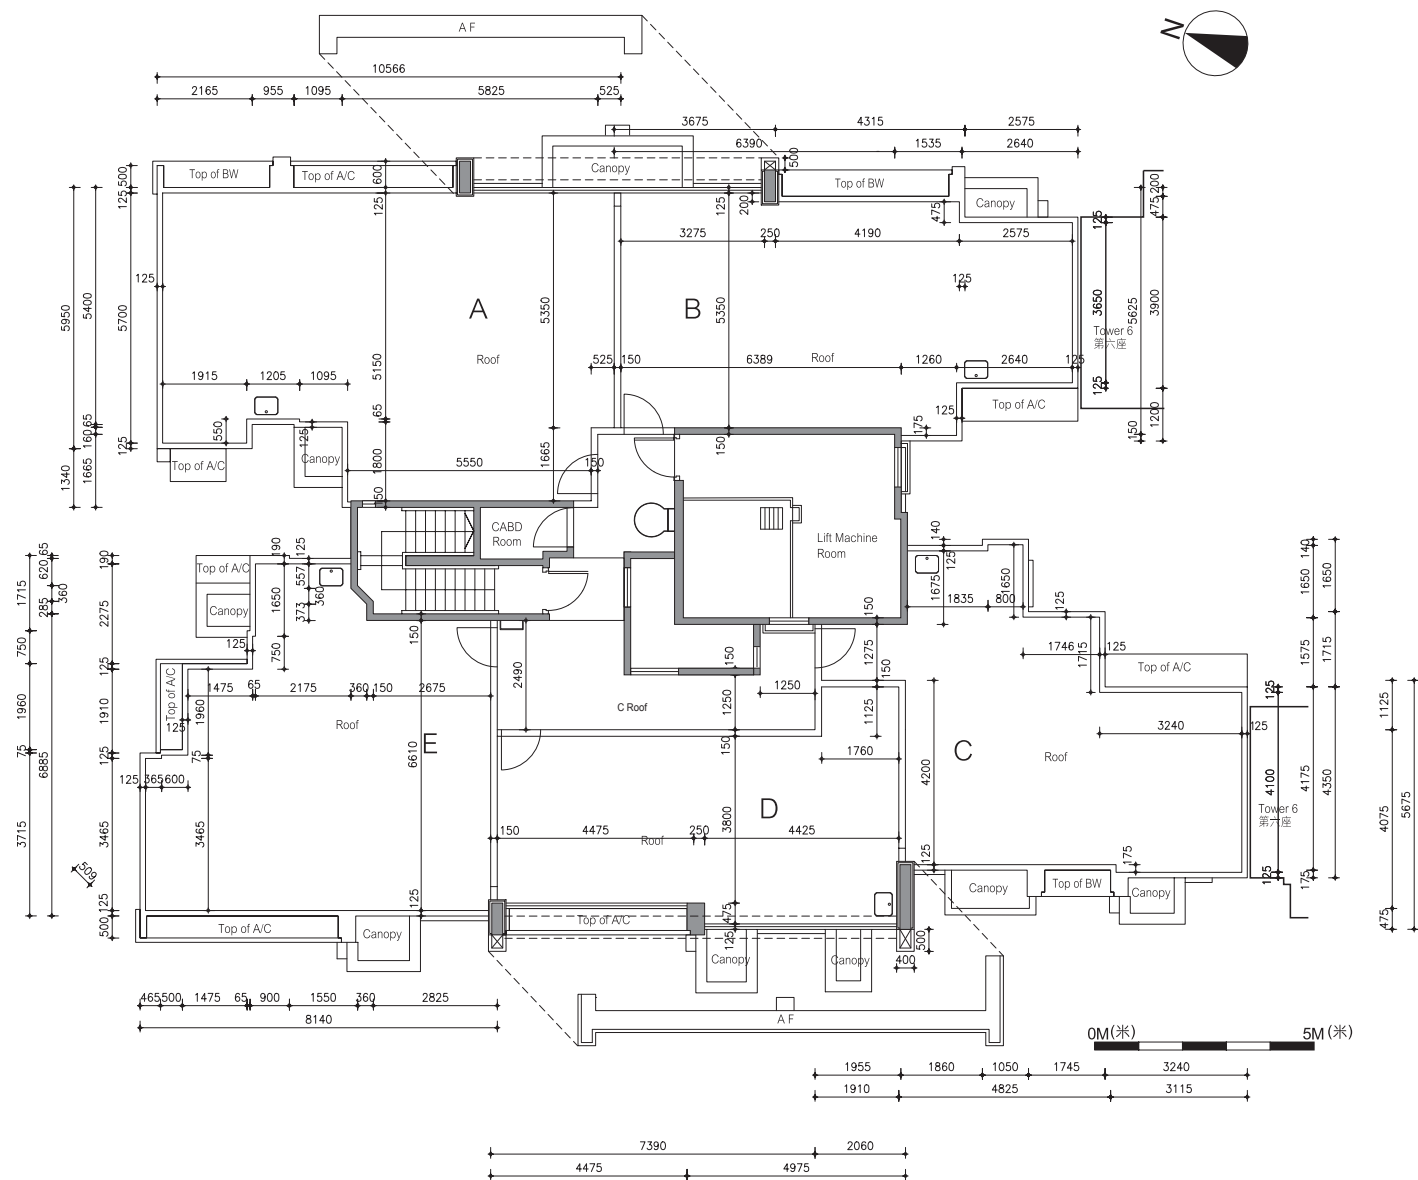 A F
N
10566
2165 955 1095 5825 525
3675 4315 2575
6390 1535 2640
500
Top of BW
Top of A/C
600
Canopy
Top of BW
Canopy
500
125
125
125
200
475
125
200
475
3275 250 4190 2575
125
125
5950
5400
5700
A
5350
B
5350
3650
5625
3900
Tower 6
第六座
Roof
Roof
5150
525 150 6389 1260 2640 125
1915 1205 1095
125
65
160
125
550
125
65
Top of A/C
125
175
150
1200
150
1340
1665
Top of A/C
Canopy
1800
5550
1665
150
150
CABD
Room
Lift Machine
Room
140
125
1675
1650
140
1650
1650
65
620
285
360
190
190
125
557
373
360
Top of A/C
Canopy
1715
2275
1650
750
125
750
125
150
150
1835 800
125
1746
1715
125
1575
1715
Top of A/C
1275
150
2490
150
1250
1250
1125
C Roof
150
1475 65 2175 360 150 2675
Top of A/C
1960
1910
1960
125
Roof
E
6610
75
6885
125
75
125 365 600
3715
3465
3465
509
1760
C
Roof
4200
3240 125
125
4100
4175
4350
1125
4075
5675
Tower 6
第六座
D
3800
150 4475 250 4425
Roof
125
175
125
175
475
125
500
125
Top of A/C
Canopy
Top of A/C
475
125
Canopy
Canopy
500
400
Canopy
Top of BW
Canopy
465 500 1475 65 900 1550 360 2825
8140
A F
0M(米) 5M(米)
1955 1860 1050 1745 3240
1910 4825 3115
7390 2060
4475 4975